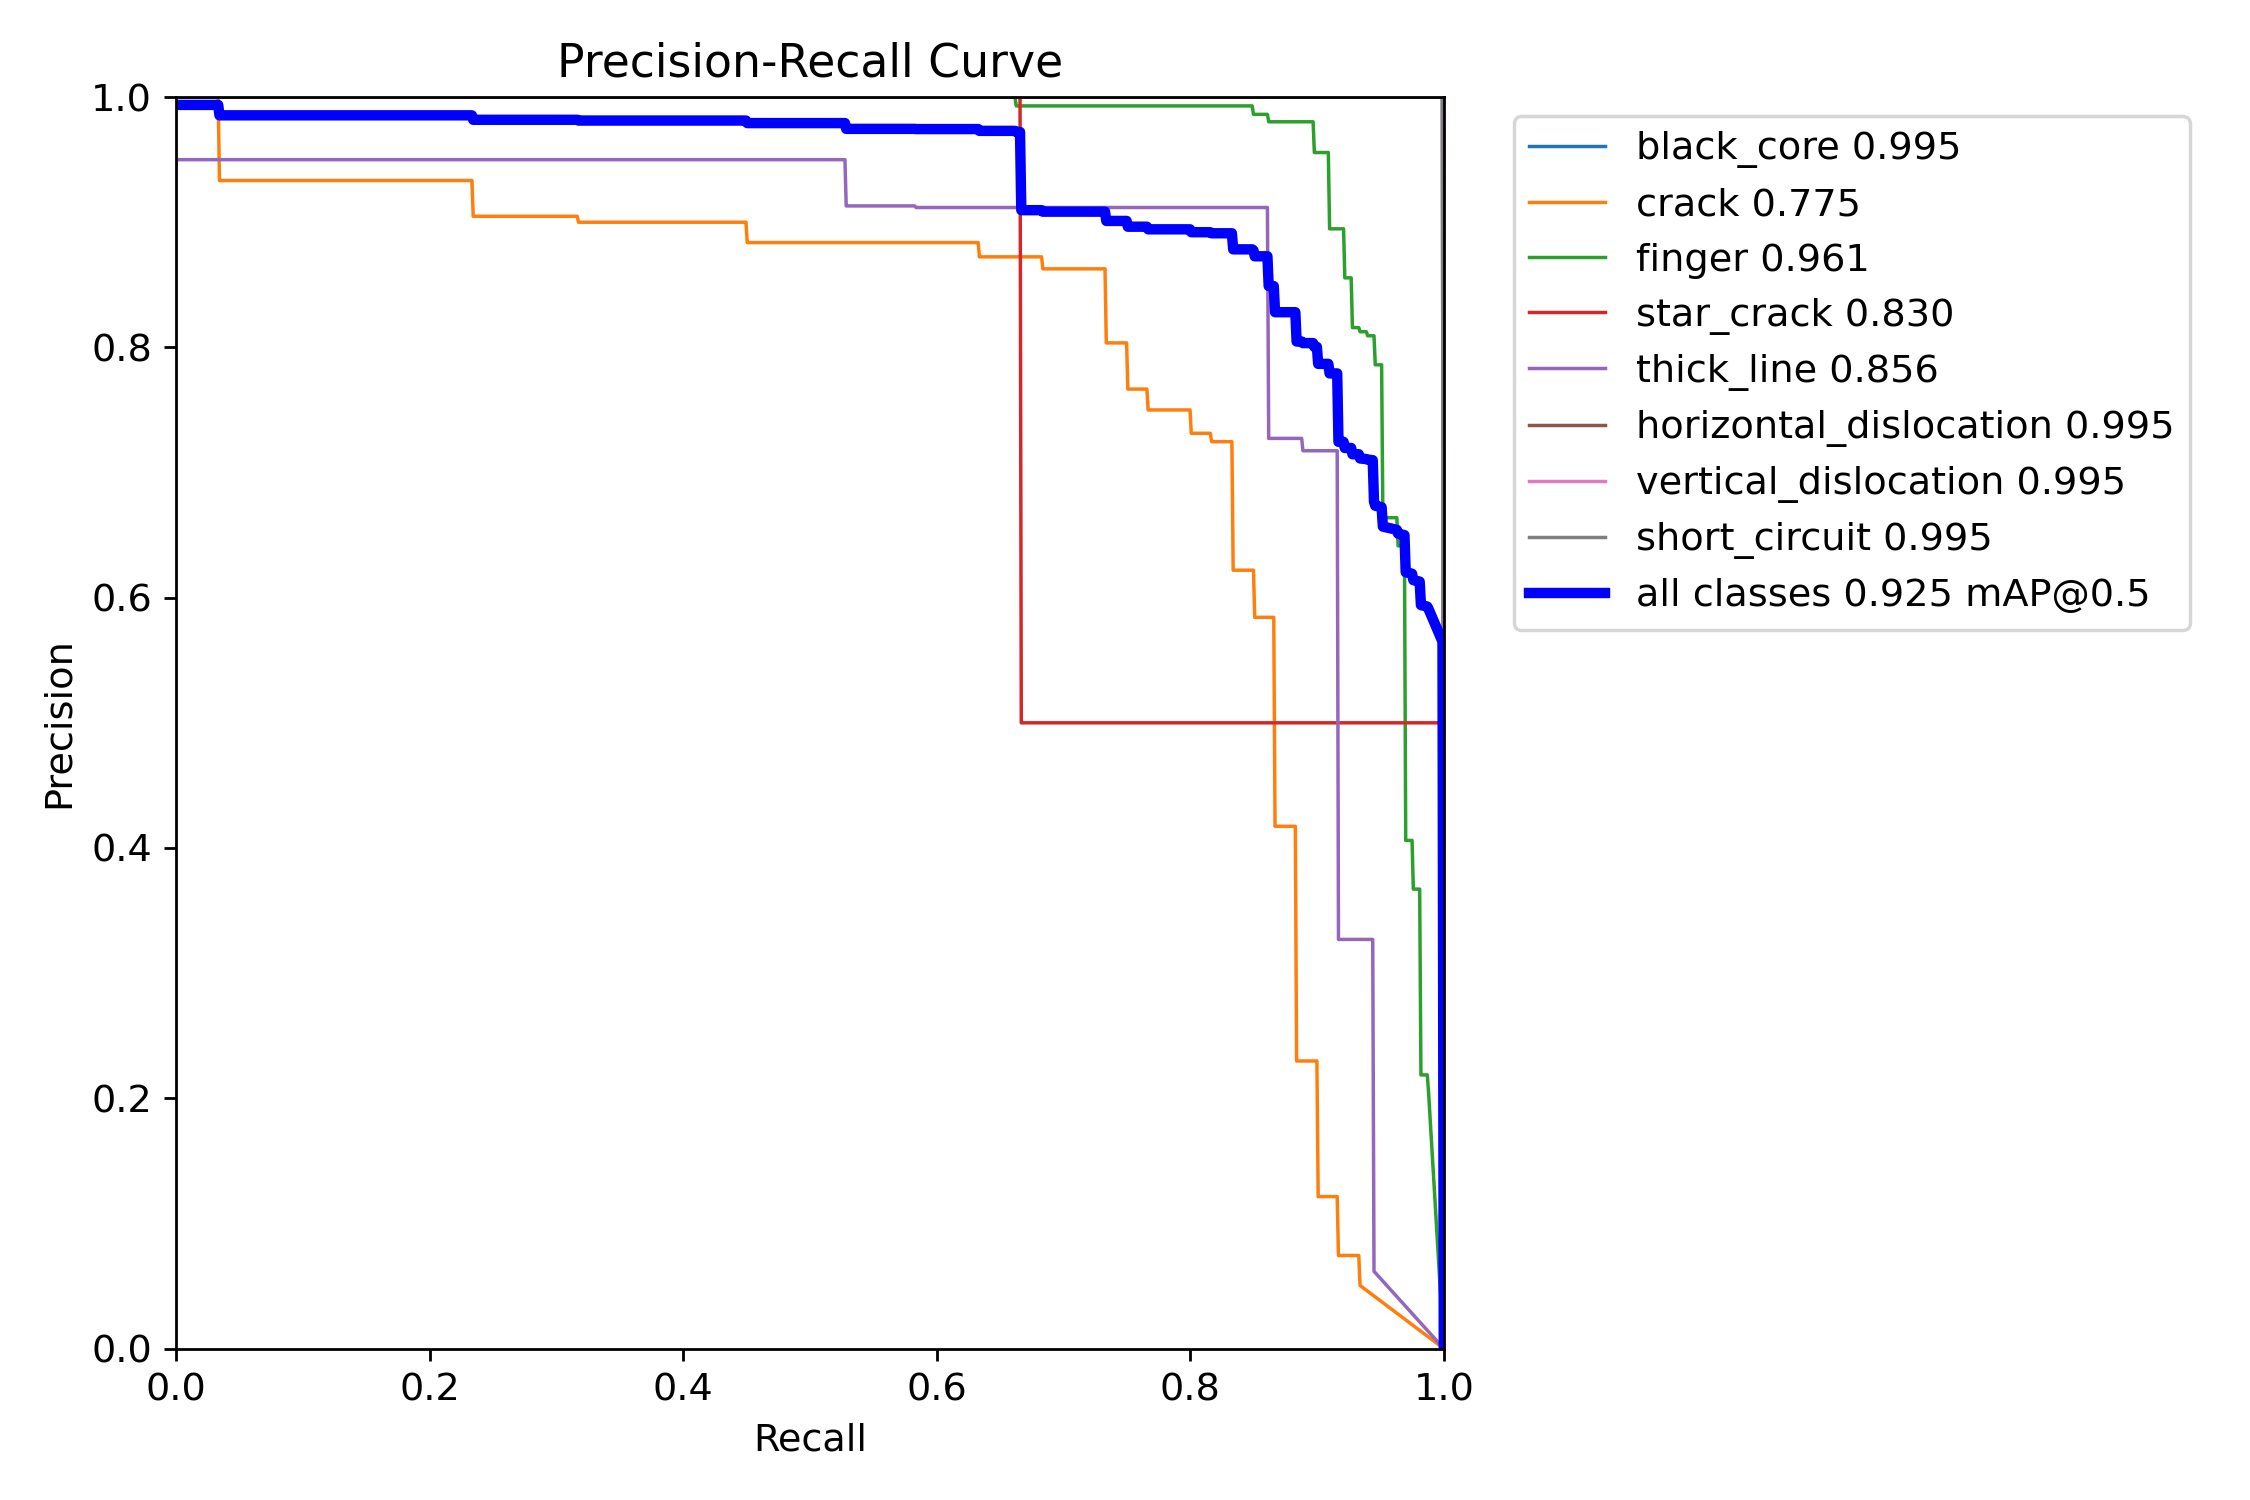 Precision-Recall Curve
1.0
0.8
0.6
0.4
0.2
0.0
0.0 0.2 0.4 0.6 0.8 1.0
Precision
Recall
black_core 0.995
crack 0.775
finger 0.961
star_crack 0.830
thick_line 0.856
horizontal_dislocation 0.995
vertical_dislocation 0.995
short_circuit 0.995
all classes 0.925 mAP@0.5